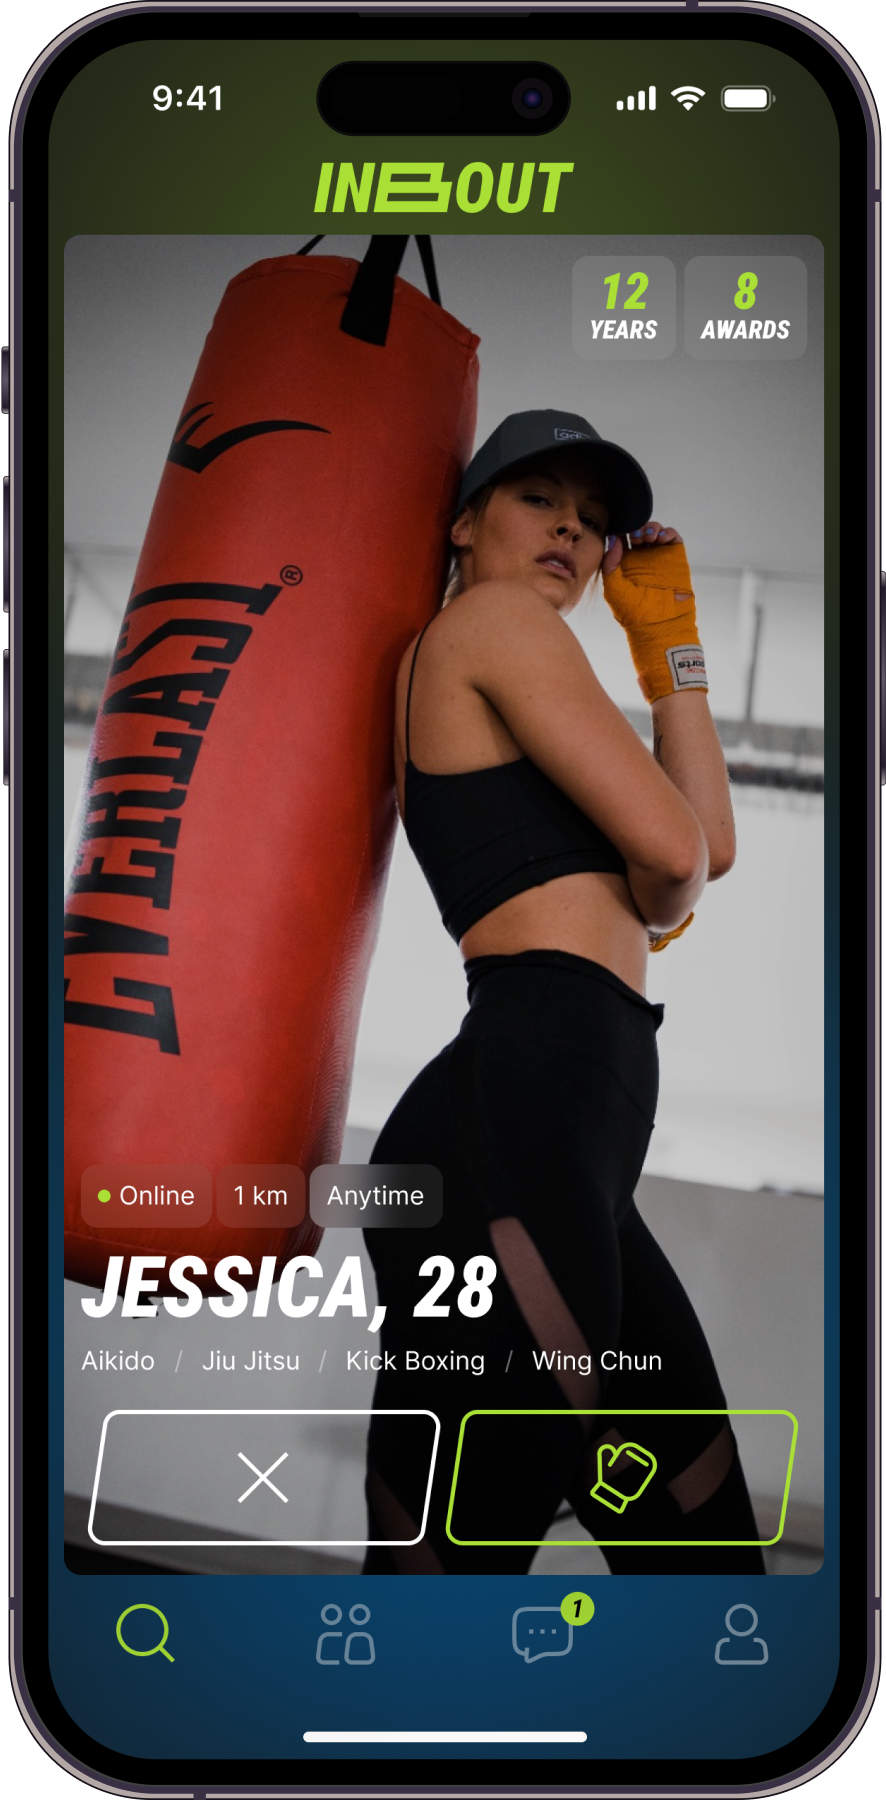 9:41
INBOUT
12 8
YEARS AWARDS
EVERLAST®
Online 1 km Anytime
JESSICA, 28
Aikido / Jiu Jitsu / Kick Boxing / Wing Chun
1